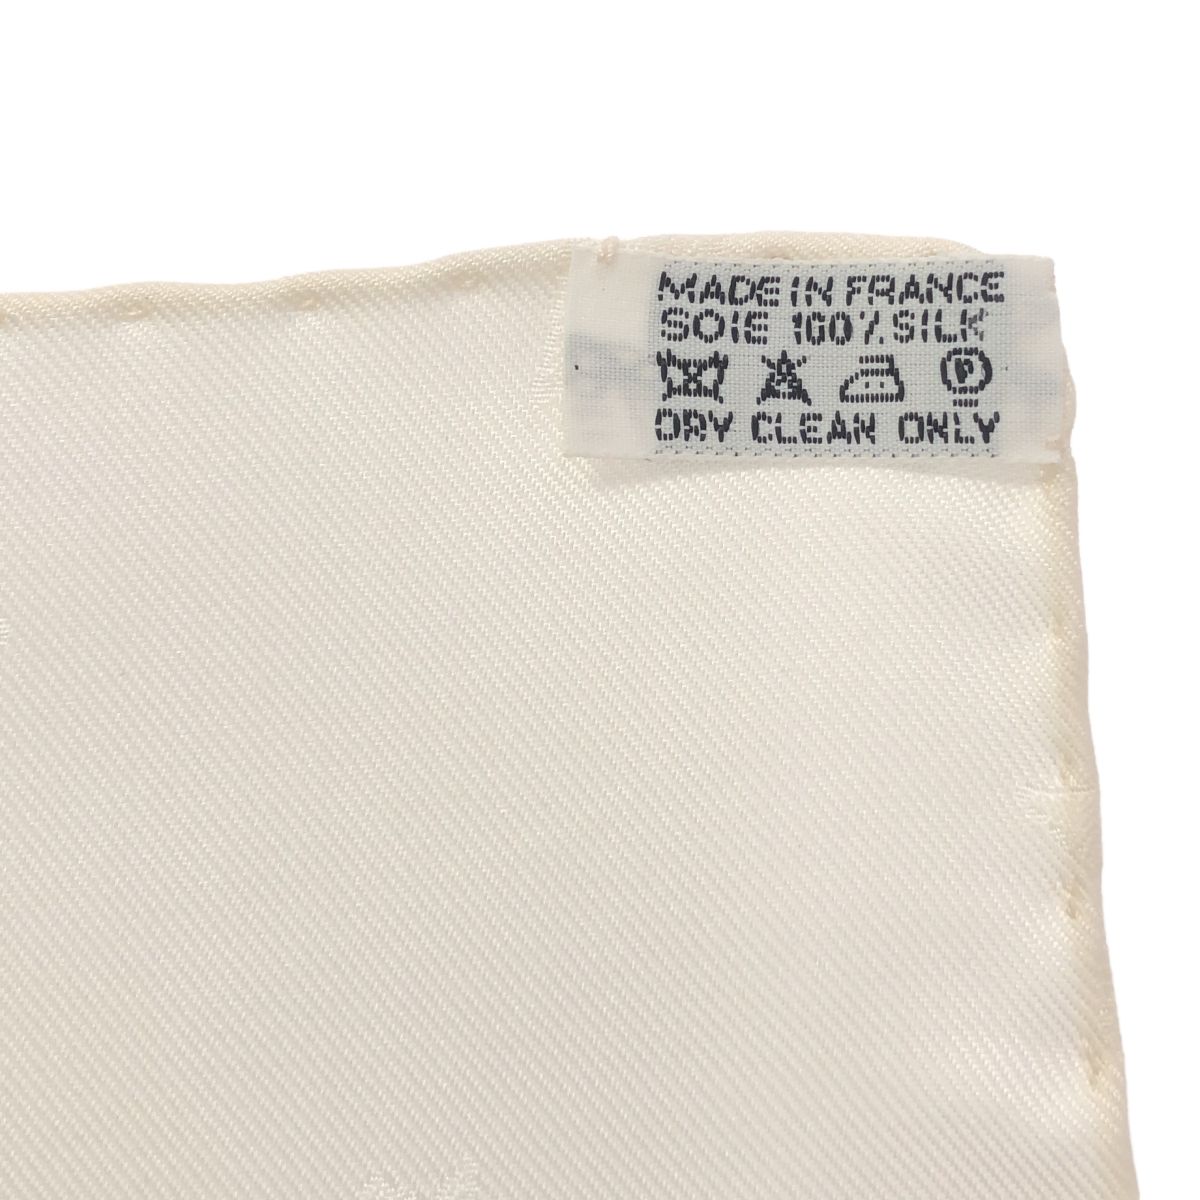 MADE IN FRANCE
SOIE 100% SILK
P
DRY CLEAN ONLY